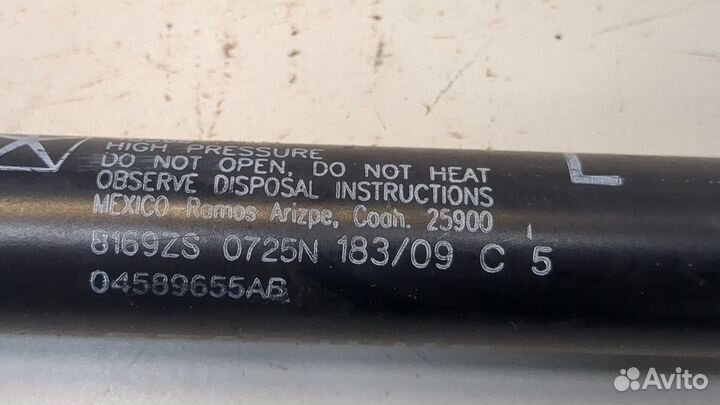 HIGH PRESSURE
DO NOT OPEN, DO NOT HEAT
OBSERVE DISPOSAL INSTRUCTIONS
MEXICO Ramos Arizpe, Coah. 25900
8169ZS 0725N 183/09 C 5
04589655AB
L
Avito